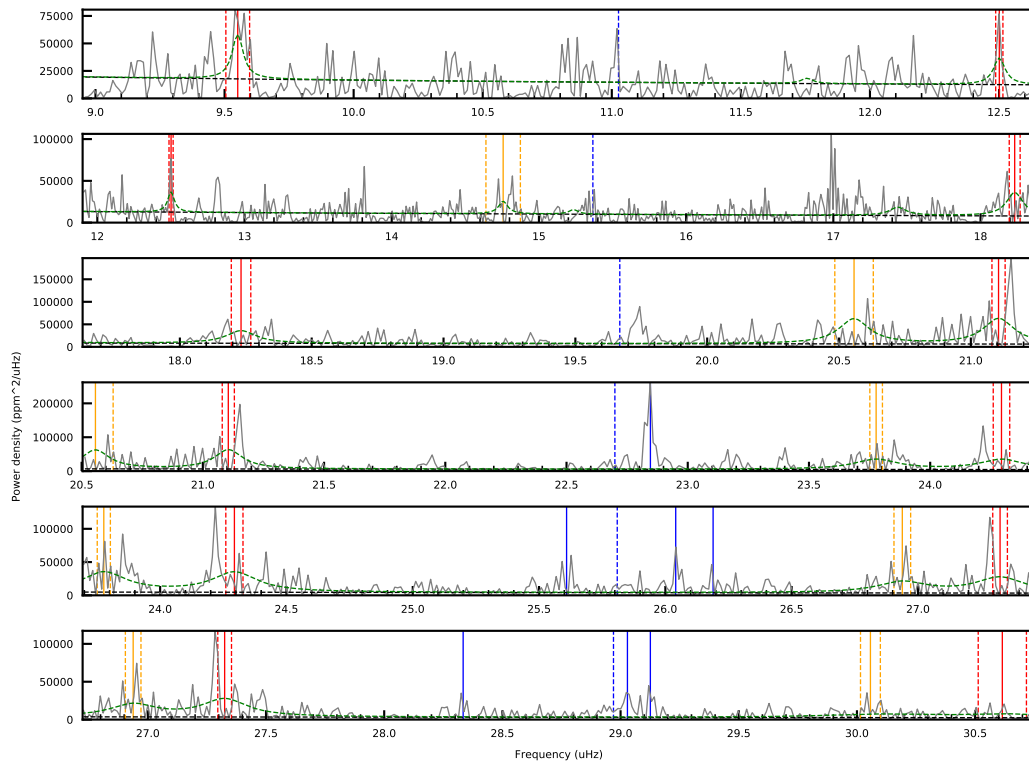 75000
50000
25000
0
9.0 9.5 10.0 10.5 11.0 11.5 12.0 12.5
100000
50000
0
12 13 14 15 16 17 18
150000
100000
50000
0
18.0 18.5 19.0 19.5 20.0 20.5 21.0
Power density (ppm^2/uHz)
200000
100000
0
20.5 21.0 21.5 22.0 22.5 23.0 23.5 24.0
100000
50000
0
24.0 24.5 25.0 25.5 26.0 26.5 27.0
100000
50000
0
27.0 27.5 28.0 28.5 29.0 29.5 30.0 30.5
Frequency (uHz)